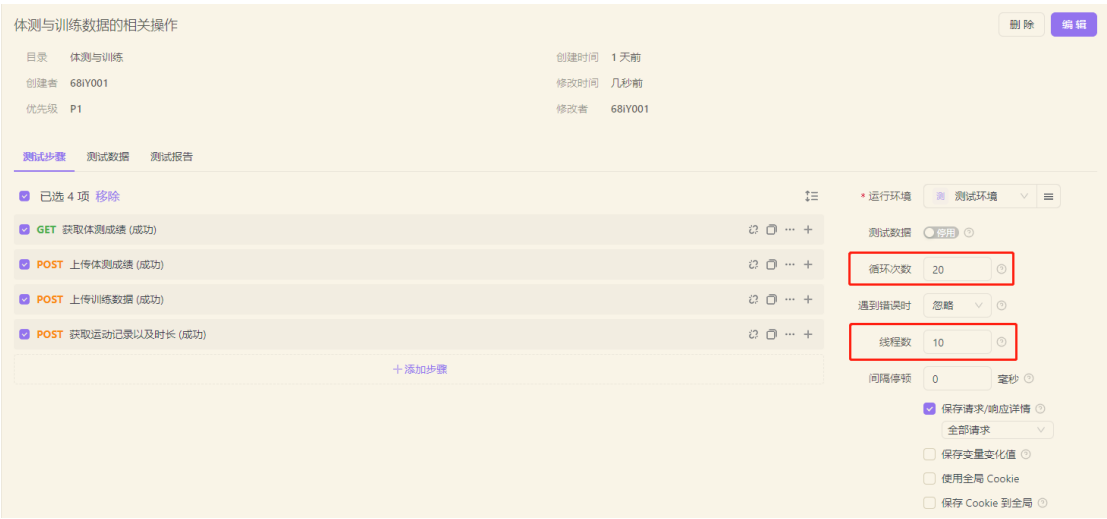 体测与训练数据的相关操作
删 除
编 辑
目录 体测与训练
创建时间 1 天前
创建者 68iY001
修改时间 几秒前
优先级 P1
修改者 68iY001
测试步骤 测试数据 测试报告
已选 4 项 移除
* 运行环境 测 测试环境
GET 获取体测成绩 (成功)
测试数据 停用
POST 上传体测成绩 (成功)
循环次数 20
POST 上传训练数据 (成功)
遇到错误时 忽略
POST 获取运动记录以及时长 (成功)
线程数 10
+添加步骤
间隔停顿 0 毫秒
保存请求/响应详情
全部请求
保存变量变化值
使用全局 Cookie
保存 Cookie 到全局